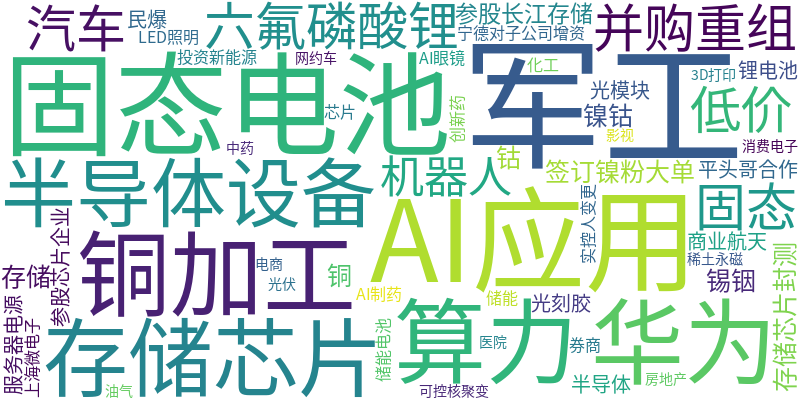 汽车
民爆
LED照明
六氟磷酸锂
参股长江存储
宁德对子公司增资
并购重组
投资新能源
网约车
AI眼镜
化工
3D打印
锂电池
固态电池
军工
光模块
低价
芯片
创新药
镍钴
影视
消费电子
中药
钴
半导体设备
机器人
签订镍粉大单
平头哥合作
固态
实控人变更
参股芯片企业
铜加工
AI应用
商业航天
稀土永磁
存储
电商
光伏
铜
锡铟
存储芯片封测
服务器电源
上海微电子
AI制药
储能
光刻胶
存储芯片
算力
华为
储能电池
医院
券商
油气
可控核聚变
半导体
房地产